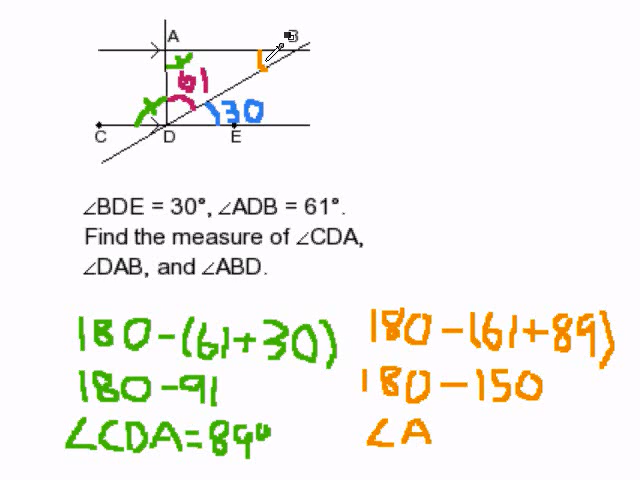 A B
x
61
x 30
C D E
∠BDE = 30°, ∠ADB = 61°.
Find the measure of ∠CDA,
∠DAB, and ∠ABD.
180-(61+30)
180-91
∠CDA=89°
180-(61+89)
180-150
∠A